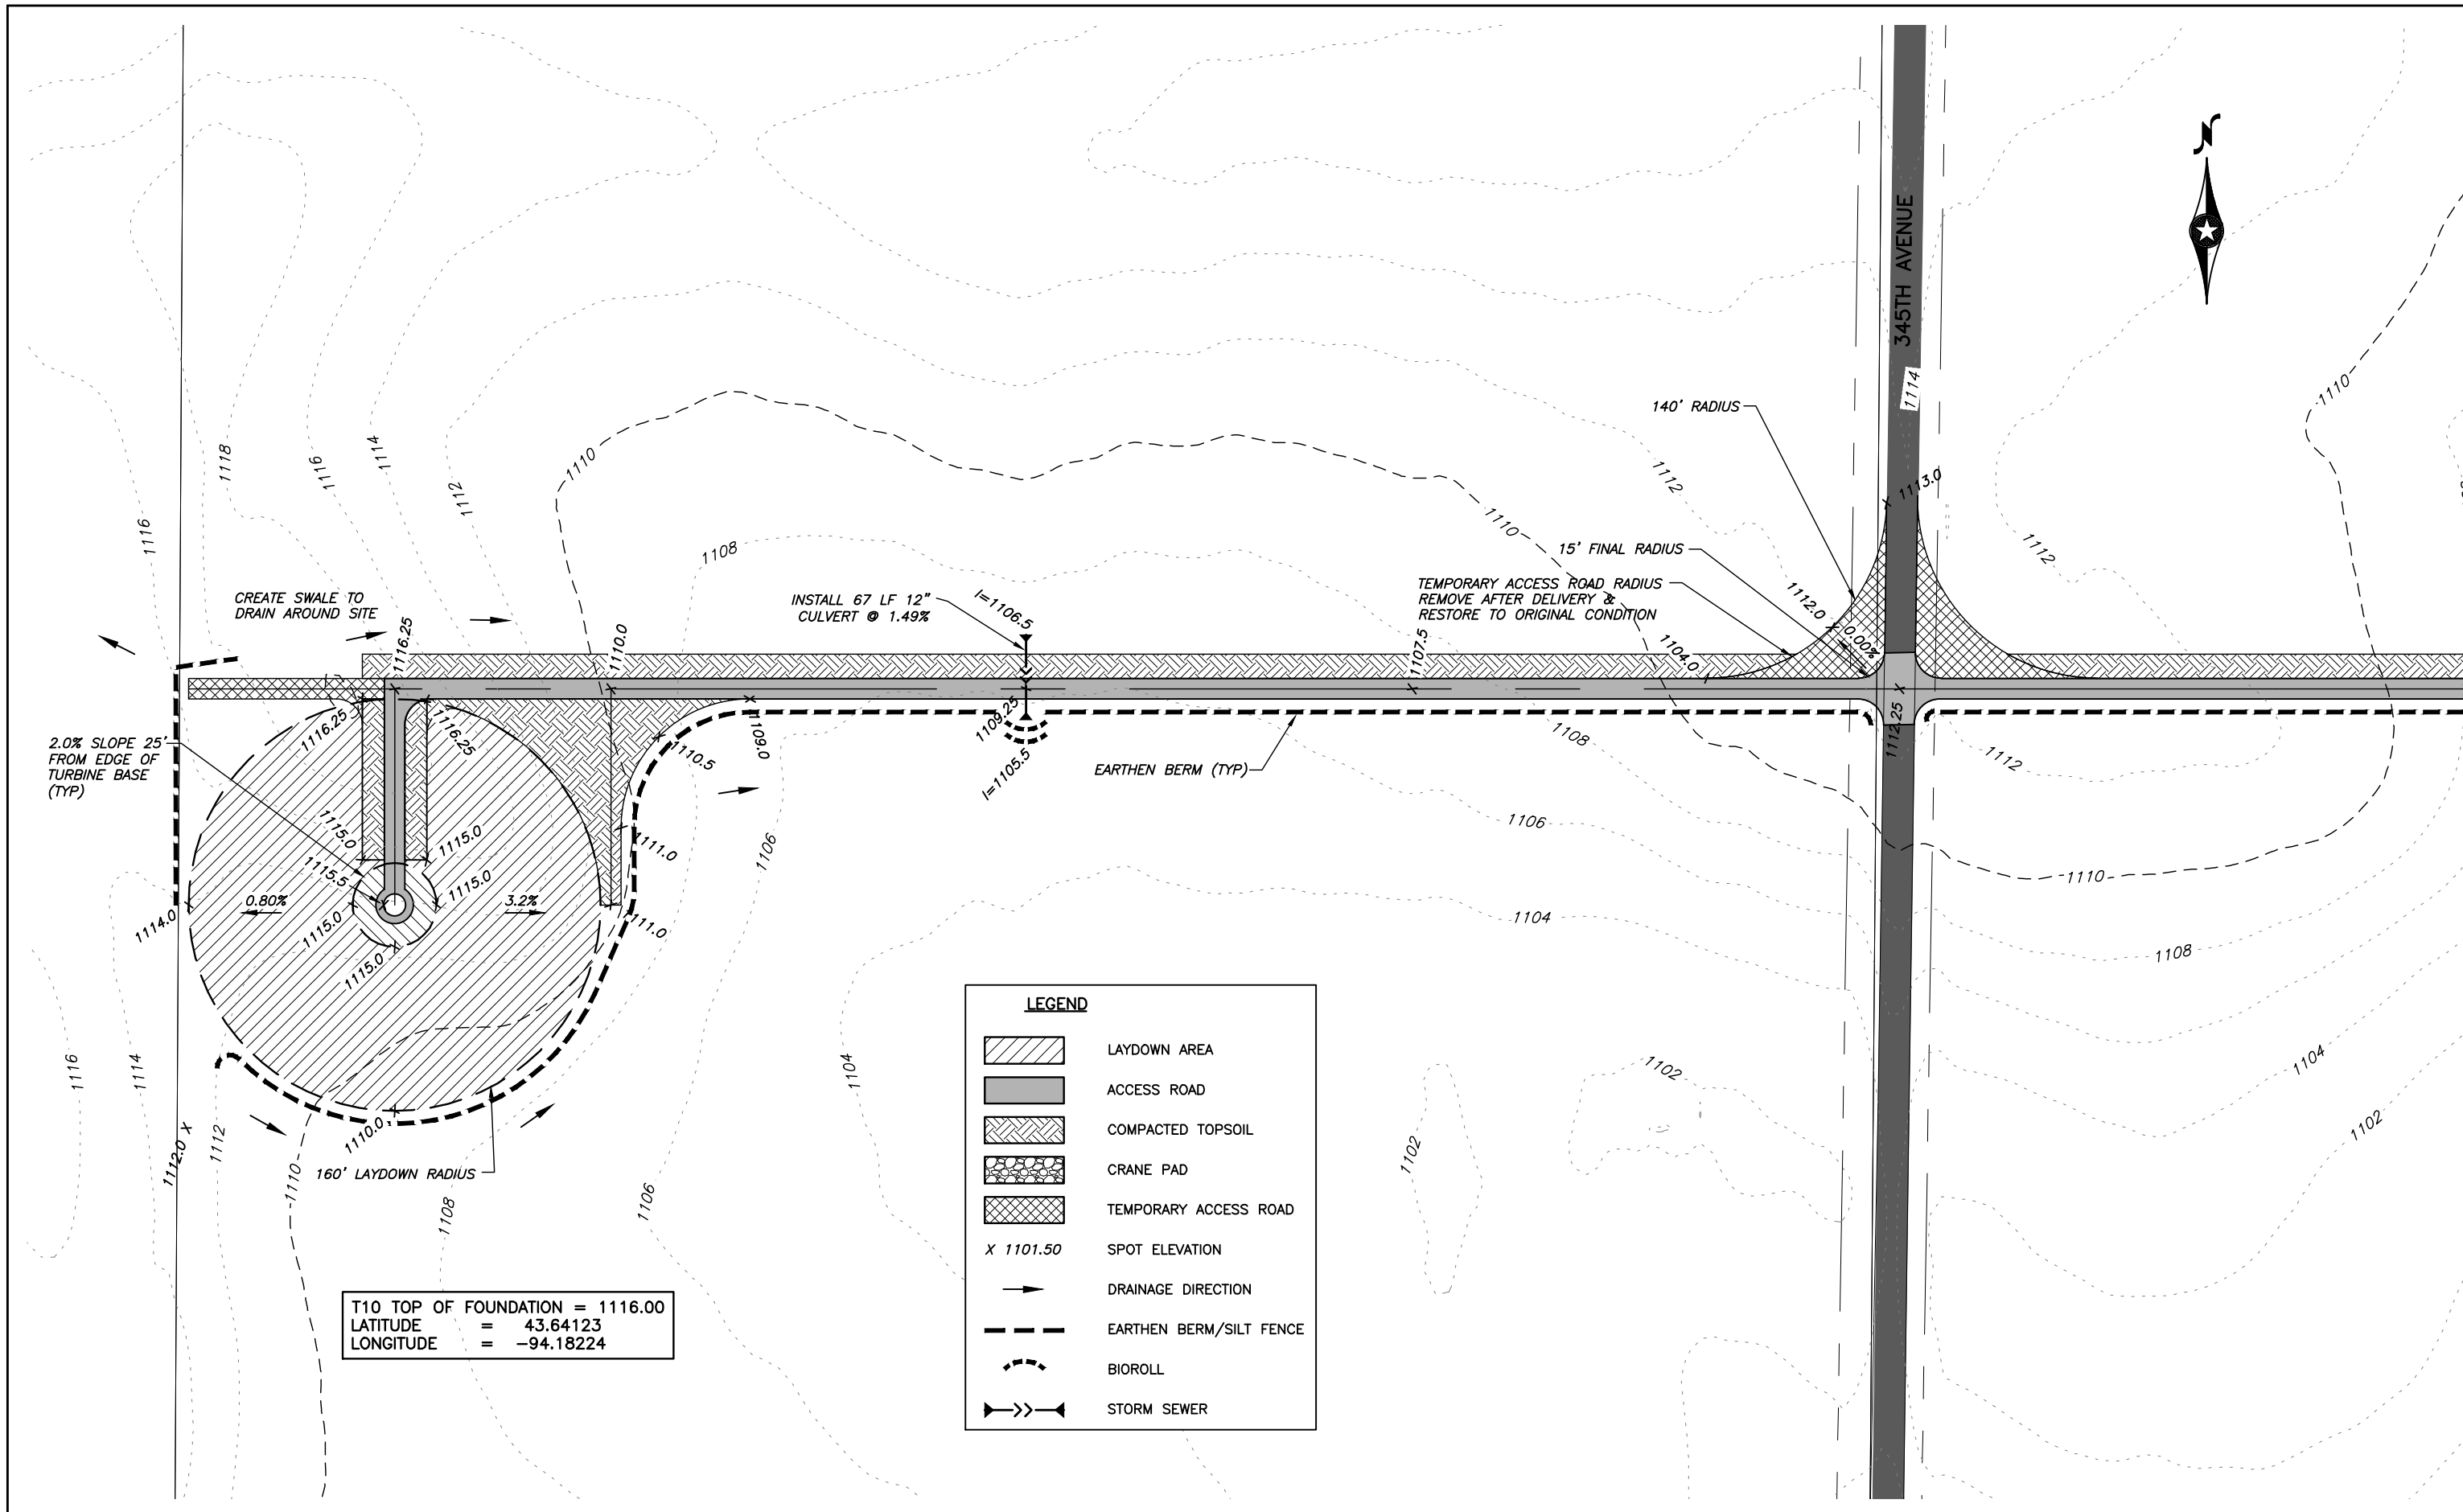 N
345TH AVENUE
1114
1110
140' RADIUS
1118
1116
1114
1112
1110
1112
1113.0
1110
1116
1108
15' FINAL RADIUS
1112
CREATE SWALE TO
DRAIN AROUND SITE
INSTALL 67 LF 12"
CULVERT @ 1.49%
I=1106.5
TEMPORARY ACCESS ROAD RADIUS
REMOVE AFTER DELIVERY &
RESTORE TO ORIGINAL CONDITION
1112.0
0.00%
1116.25
1110.0
1107.5
1104.0
1116.25
1116.25
1109.0
1109.25
1112.25
2.0% SLOPE 25'
FROM EDGE OF
TURBINE BASE
(TYP)
1110.5
I=1105.5
EARTHEN BERM (TYP)
1108
1112
1115.0
1115.0
1111.0
1106
1106
1115.5
1115.0
1110
0.80%
3.2%
1114.0
1115.0
1111.0
1104
1115.0
1108
1116
1114
1112
1110.0
1104
1102
1104
1102
1102
1112.0 X
1110
160' LAYDOWN RADIUS
1108
1106
LEGEND
LAYDOWN AREA
ACCESS ROAD
COMPACTED TOPSOIL
CRANE PAD
TEMPORARY ACCESS ROAD
X 1101.50 SPOT ELEVATION
DRAINAGE DIRECTION
EARTHEN BERM/SILT FENCE
BIOROLL
STORM SEWER
T10 TOP OF FOUNDATION = 1116.00
LATITUDE = 43.64123
LONGITUDE = -94.18224